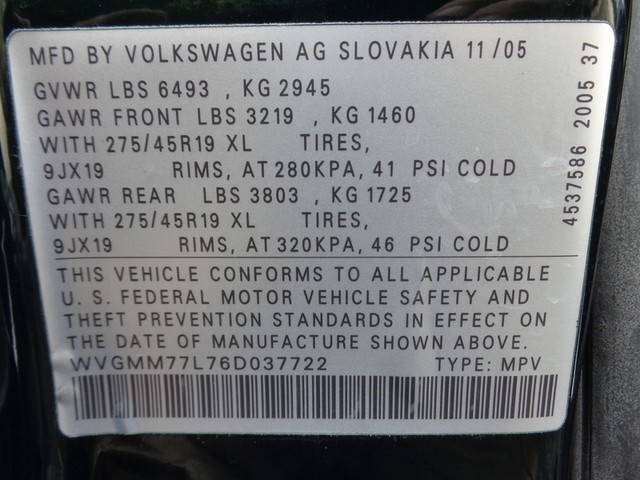 MFD BY VOLKSWAGEN AG SLOVAKIA 11/05
GVWR LBS 6493 , KG 2945
GAWR FRONT LBS 3219 , KG 1460
WITH 275/45R19 XL TIRES,
9JX19 RIMS, AT 280KPA, 41 PSI COLD
GAWR REAR LBS 3803 , KG 1725
WITH 275/45R19 XL TIRES,
9JX19 RIMS, AT 320KPA, 46 PSI COLD
THIS VEHICLE CONFORMS TO ALL APPLICABLE
U. S. FEDERAL MOTOR VEHICLE SAFETY AND
THEFT PREVENTION STANDARDS IN EFFECT ON
THE DATE OF MANUFACTURE SHOWN ABOVE.
WVGMM77L76D037722 TYPE: MPV
4537586 2005 37